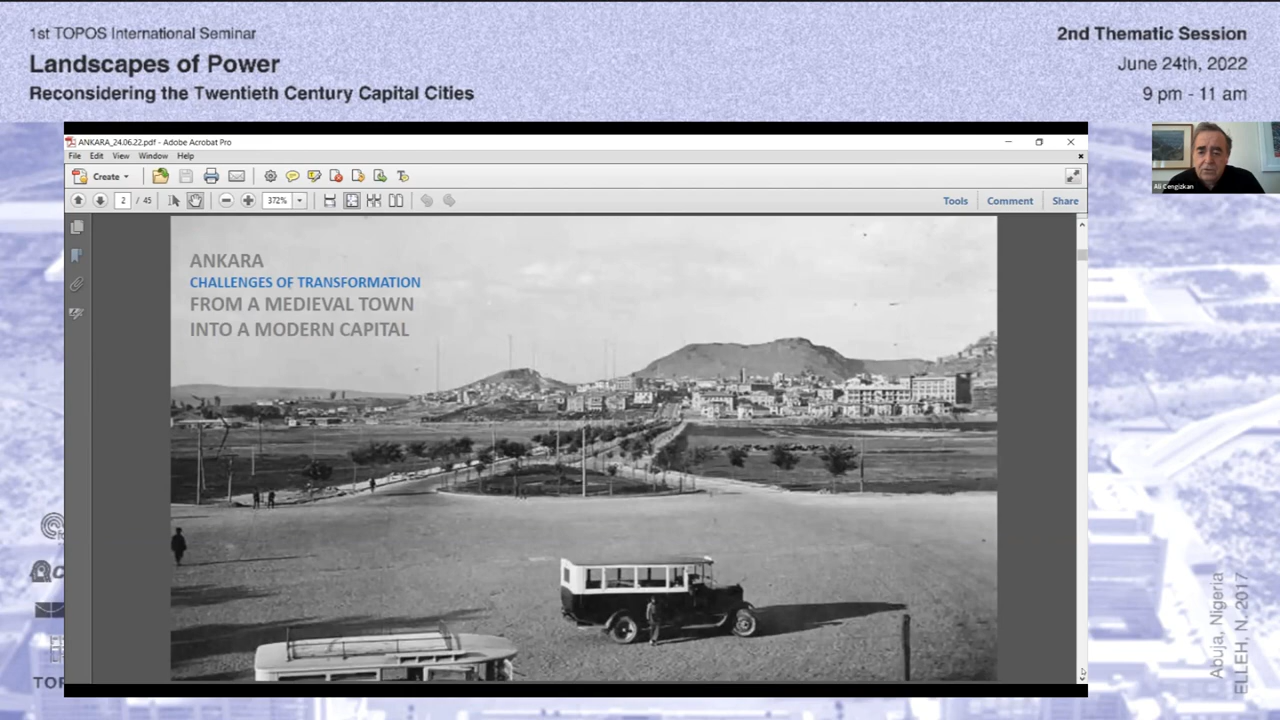 1st TOPOS International Seminar
Landscapes of Power
Reconsidering the Twentieth Century Capital Cities
2nd Thematic Session
June 24th, 2022
9 pm - 11 am
ANKARA_24.06.22.pdf - Adobe Acrobat Pro
File Edit View Window Help
Create
2 / 45
372%
Tools Comment Share
ANKARA
CHALLENGES OF TRANSFORMATION
FROM A MEDIEVAL TOWN
INTO A MODERN CAPITAL
Ali Cengizkan
Abuja, Nigeria
ELLEH, N. 2017